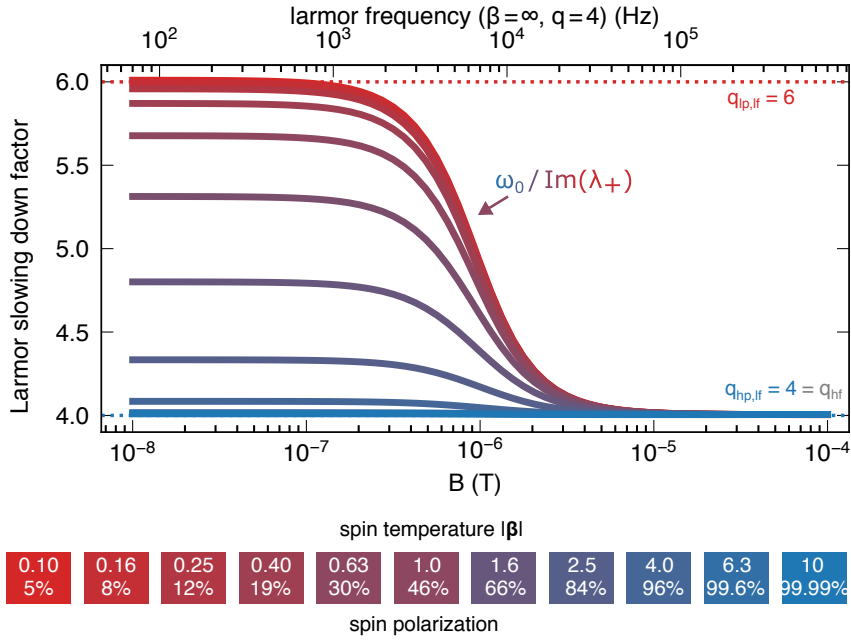 larmor frequency (β=∞, q=4) (Hz)
10² 10³ 10⁴ 10⁵
Larmor slowing down factor
6.0
5.5
5.0
4.5
4.0
q_lp,lf = 6
ω₀ / Im(λ₊)
q_hp,lf = 4 = q_hf
10⁻⁸ 10⁻⁷ 10⁻⁶ 10⁻⁵ 10⁻⁴
B (T)
spin temperature |β|
0.10 0.16 0.25 0.40 0.63 1.0 1.6 2.5 4.0 6.3 10
5% 8% 12% 19% 30% 46% 66% 84% 96% 99.6% 99.99%
spin polarization